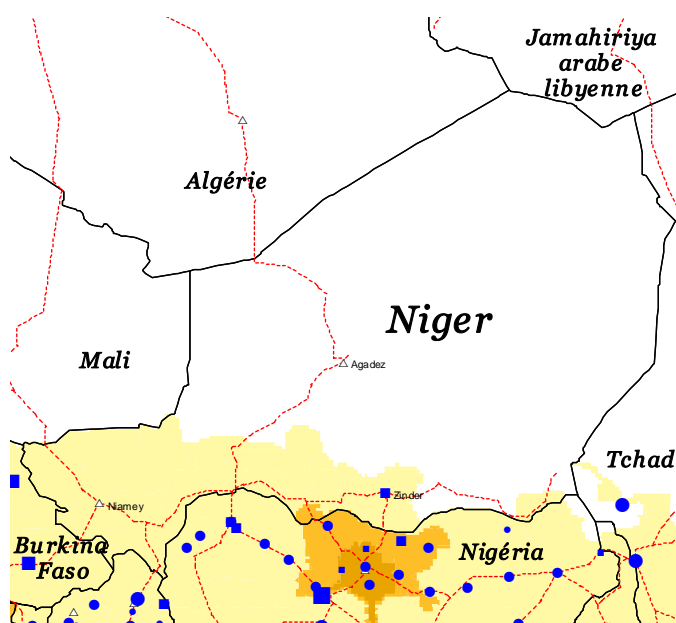 Jamahiriya
arabe
libyenne
Algérie
Niger
Mali
Agadez
Tchad
Zinder
Niamey
Burkina
Faso
Nigéria